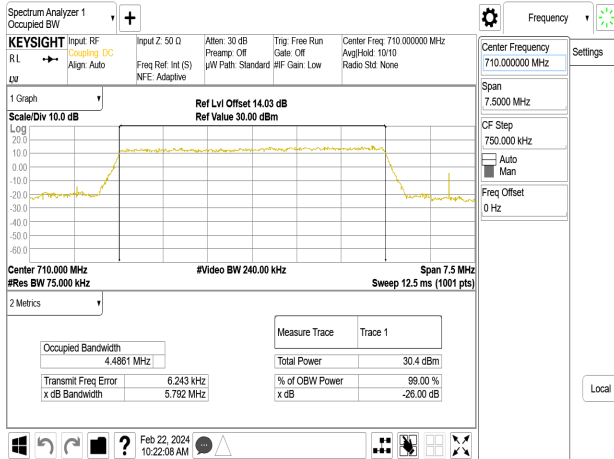 Spectrum Analyzer 1
Occupied BW
Frequency
KEYSIGHT
R L
Input: RF
Coupling: DC
Align: Auto
Input Z: 50 Ω
Freq Ref: Int (S)
NFE: Adaptive
Atten: 30 dB
Preamp: Off
µW Path: Standard
Trig: Free Run
Gate: Off
#IF Gain: Low
Center Freq: 710.000000 MHz
Avg|Hold: 10/10
Radio Std: None
Center Frequency
710.000000 MHz
Settings
Span
7.5000 MHz
CF Step
750.000 kHz
Auto
Man
Freq Offset
0 Hz
Local
1 Graph
Scale/Div 10.0 dB
Ref Lvl Offset 14.03 dB
Ref Value 30.00 dBm
Log
20.0
10.0
0.00
-10.0
-20.0
-30.0
-40.0
-50.0
-60.0
Center 710.000 MHz
#Video BW 240.00 kHz
Span 7.5 MHz
#Res BW 75.000 kHz
Sweep 12.5 ms (1001 pts)
2 Metrics
Measure Trace
Trace 1
Occupied Bandwidth
4.4861 MHz
Total Power
30.4 dBm
Transmit Freq Error
6.243 kHz
% of OBW Power
99.00 %
x dB Bandwidth
5.792 MHz
x dB
-26.00 dB
?
Feb 22, 2024
10:22:08 AM